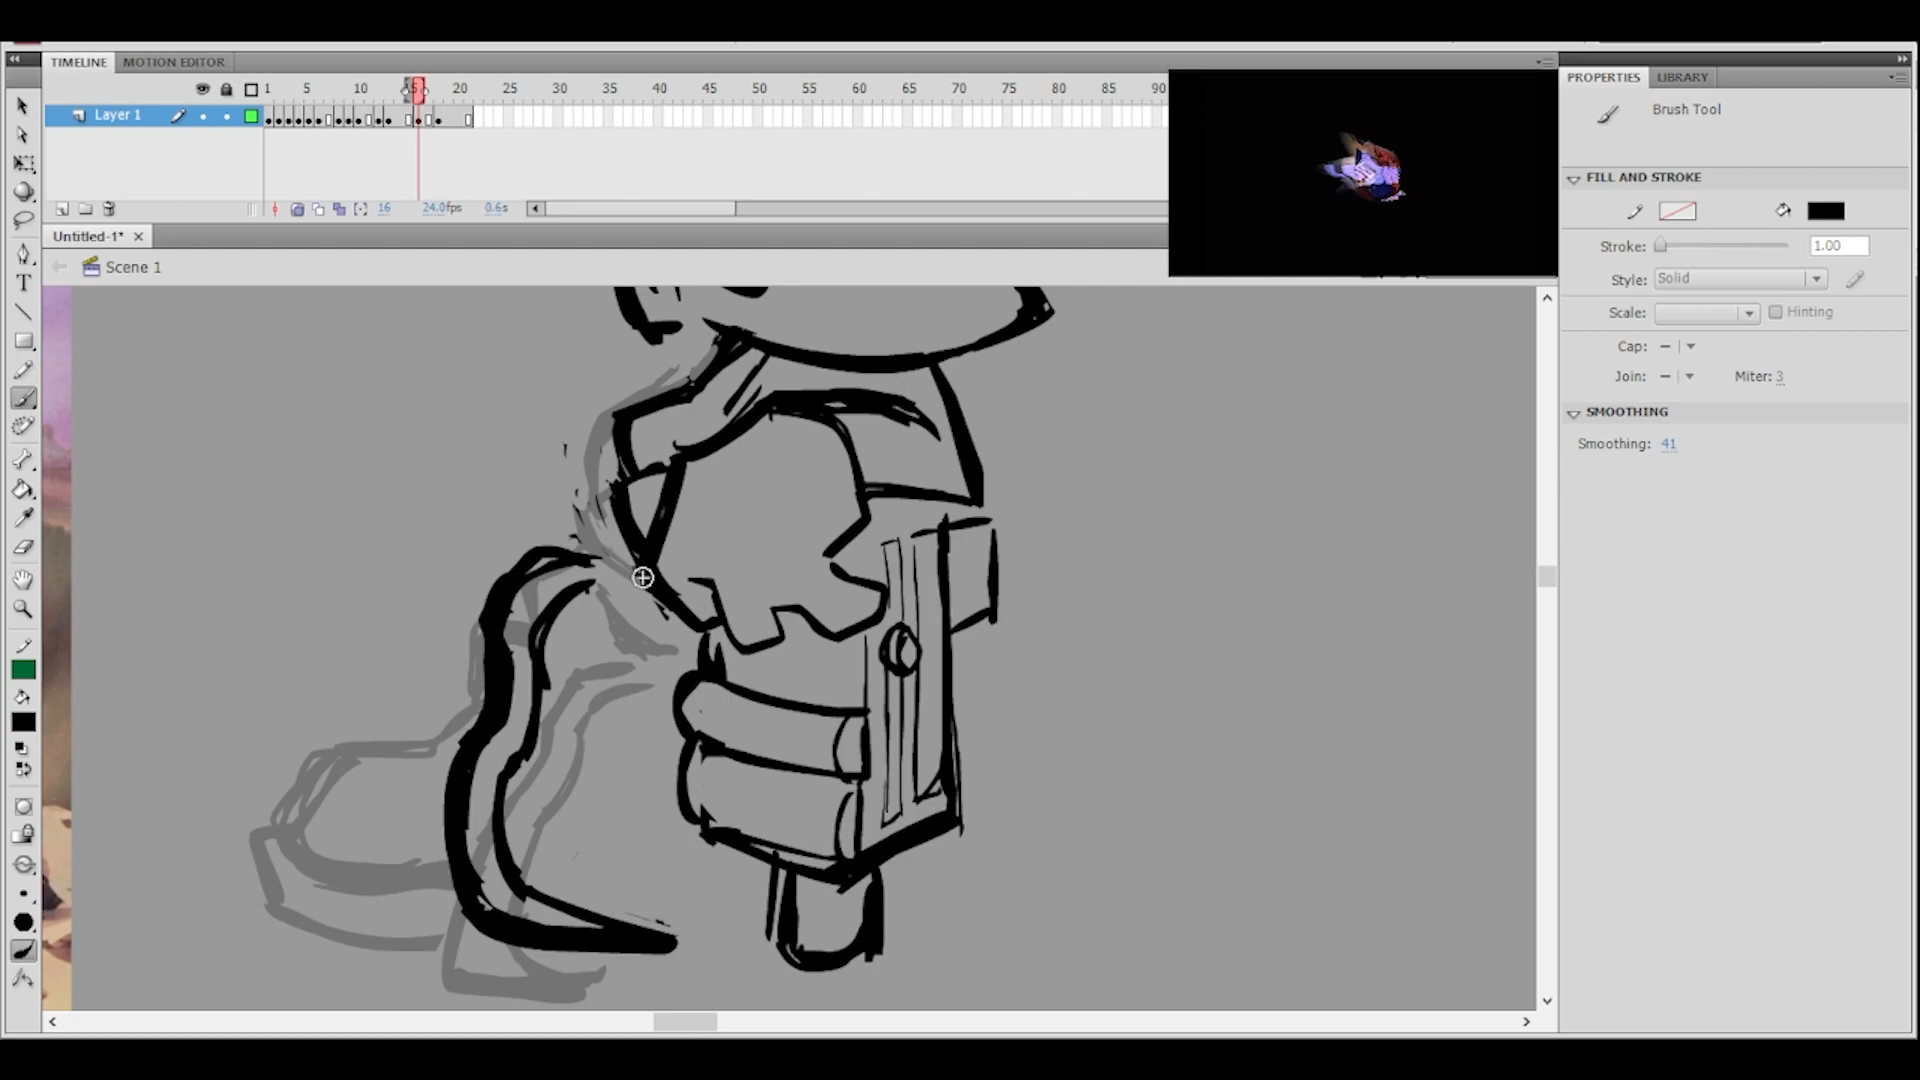 TIMELINE MOTION EDITOR
PROPERTIES LIBRARY
1 5 10 15 20 25 30 35 40 45 50 55 60 65 70 75 80 85 90
Layer 1
Brush Tool
FILL AND STROKE
16 24.0fps 0.6s
Untitled-1*
Stroke: 1.00
Scene 1
Style: Solid
Scale: Hinting
Cap:
Join: Miter: 3
SMOOTHING
Smoothing: 41